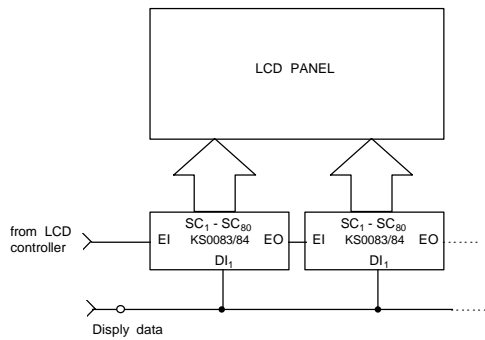 LCD PANEL
from LCD
controller
SC1 - SC80
EI KS0083/84 EO
DI1
SC1 - SC80
EI KS0083/84 EO
DI1
Disply data